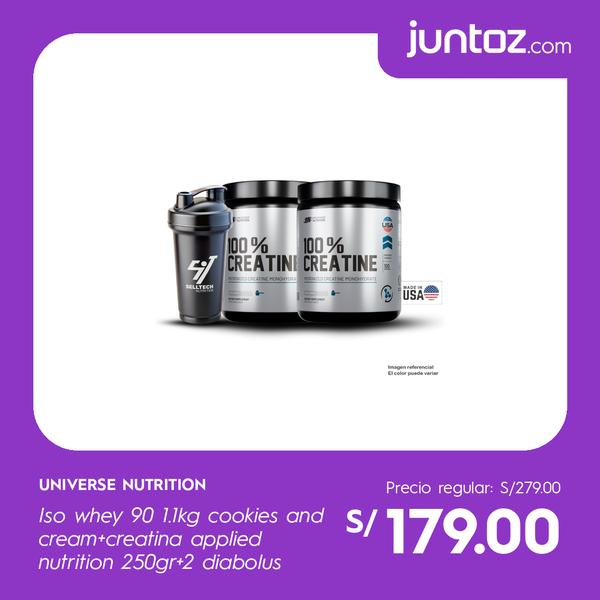 juntoz.com
100%
CREATINE
100%
CREATINE
USA
SELLTECH
MADE IN
USA
Imagen referencial
El color puede variar
UNIVERSE NUTRITION
Iso whey 90 1.1kg cookies and
cream+creatina applied
nutrition 250gr+2 diabolus
Precio regular: S/279.00
S/179.00